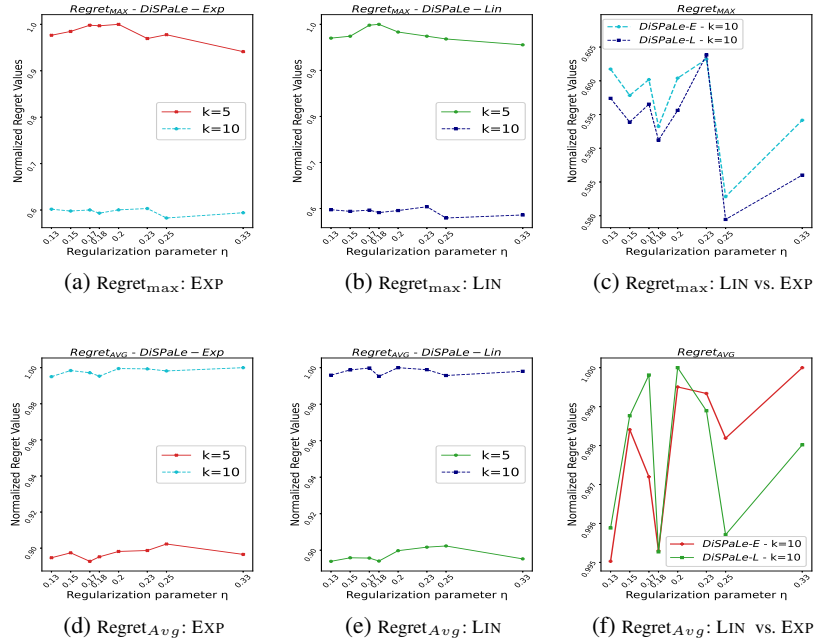 Regret_MAX - DiSPaLe – Exp
Normalized Regret Values
1.0
0.9
0.8
0.7
0.6
k=5
k=10
0.13
0.15
0.17
0.18
0.2
0.23
0.25
0.33
Regularization parameter η
(a) Regret_max: EXP
Regret_MAX - DiSPaLe – Lin
Normalized Regret Values
1.0
0.9
0.8
0.7
0.6
k=5
k=10
0.13
0.15
0.17
0.18
0.2
0.23
0.25
0.33
Regularization parameter η
(b) Regret_max: LIN
Regret_MAX
Normalized Regret Values
0.605
0.600
0.595
0.590
0.585
0.580
DiSPaLe-E - k=10
DiSPaLe-L - k=10
0.13
0.15
0.17
0.18
0.2
0.23
0.25
0.33
Regularization parameter η
(c) Regret_max: LIN vs. EXP
Regret_AVG - DiSPaLe – Exp
Normalized Regret Values
1.00
0.98
0.96
0.94
0.92
0.90
k=5
k=10
0.13
0.15
0.17
0.18
0.2
0.23
0.25
0.33
Regularization parameter η
(d) Regret_Avg: EXP
Regret_AVG - DiSPaLe – Lin
Normalized Regret Values
1.00
0.98
0.96
0.94
0.92
0.90
k=10
k=5
0.13
0.15
0.17
0.18
0.2
0.23
0.25
0.33
Regularization parameter η
(e) Regret_Avg: LIN
Regret_AVG
Normalized Regret Values
1.000
0.999
0.998
0.997
0.996
0.995
DiSPaLe-E - k=10
DiSPaLe-L - k=10
0.13
0.15
0.17
0.18
0.2
0.23
0.25
0.33
Regularization parameter η
(f) Regret_Avg: LIN vs. EXP